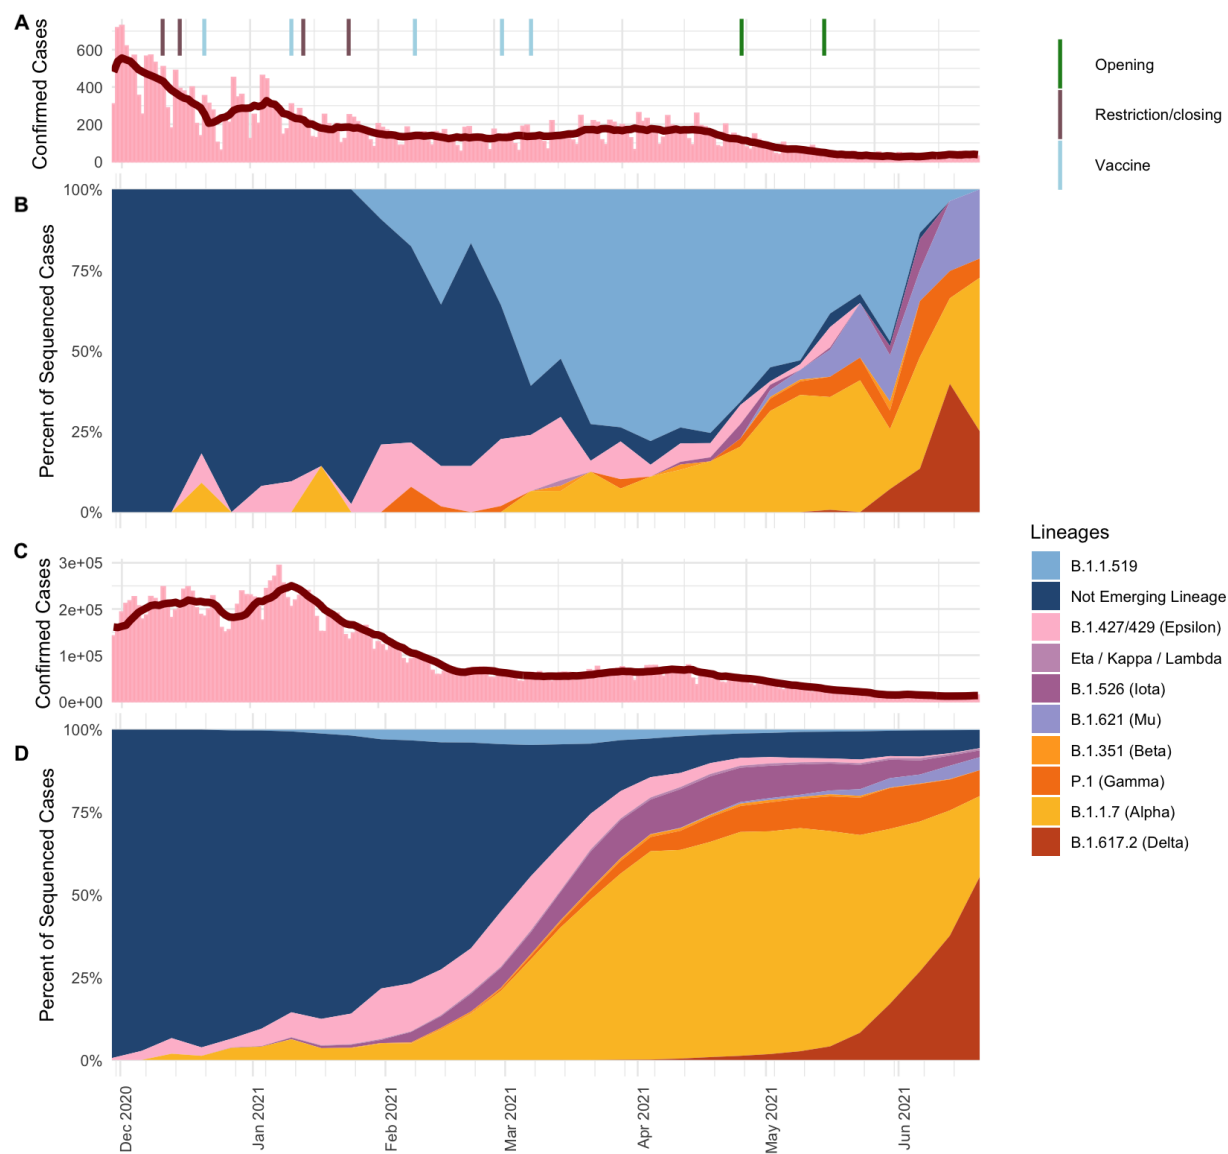 A
Confirmed Cases
600
400
200
0
Opening
Restriction/closing
Vaccine
B
Percent of Sequenced Cases
100%
75%
50%
25%
0%
C
Confirmed Cases
3e+05
2e+05
1e+05
0e+00
Lineages
B.1.1.519
Not Emerging Lineage
B.1.427/429 (Epsilon)
Eta / Kappa / Lambda
B.1.526 (Iota)
B.1.621 (Mu)
B.1.351 (Beta)
P.1 (Gamma)
B.1.1.7 (Alpha)
B.1.617.2 (Delta)
D
Percent of Sequenced Cases
100%
75%
50%
25%
0%
Dec 2020
Jan 2021
Feb 2021
Mar 2021
Apr 2021
May 2021
Jun 2021